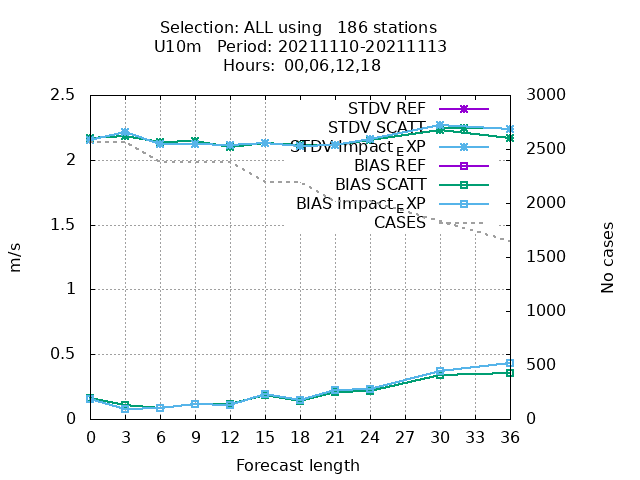 Selection: ALL using   186 stations
U10m   Period: 20211110-20211113
Hours: 00,06,12,18
STDV REF
STDV SCATT
STDV Impact_EXP
BIAS REF
BIAS SCATT
BIAS Impact_EXP
CASES
2.5
2
1.5
1
0.5
0
m/s
3000
2500
2000
1500
1000
500
0
No cases
0 3 6 9 12 15 18 21 24 27 30 33 36
Forecast length